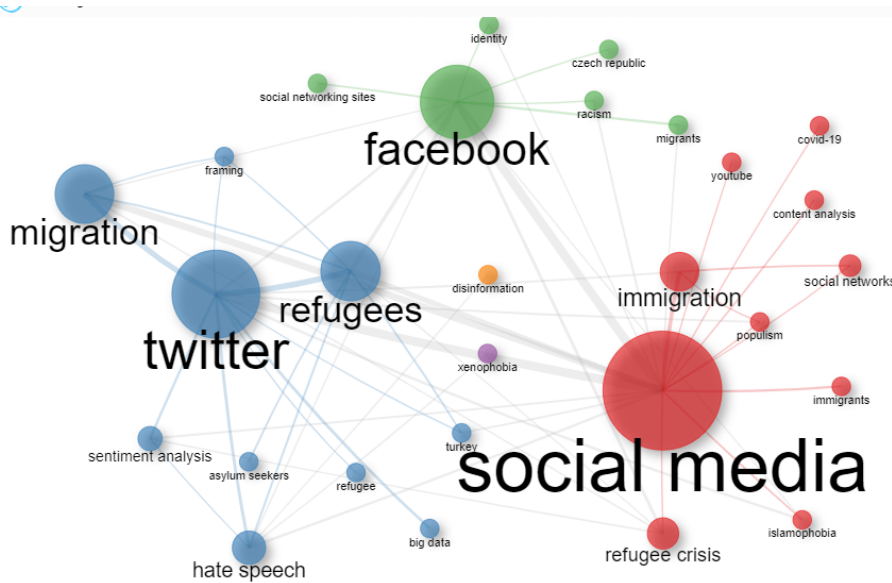 identity
czech republic
social networking sites
racism
facebook
migrants
covid-19
framing
youtube
content analysis
migration
social networks
disinformation
immigration
refugees
populism
twitter
xenophobia
immigrants
turkey
sentiment analysis
social media
asylum seekers
refugee
islamophobia
big data
refugee crisis
hate speech